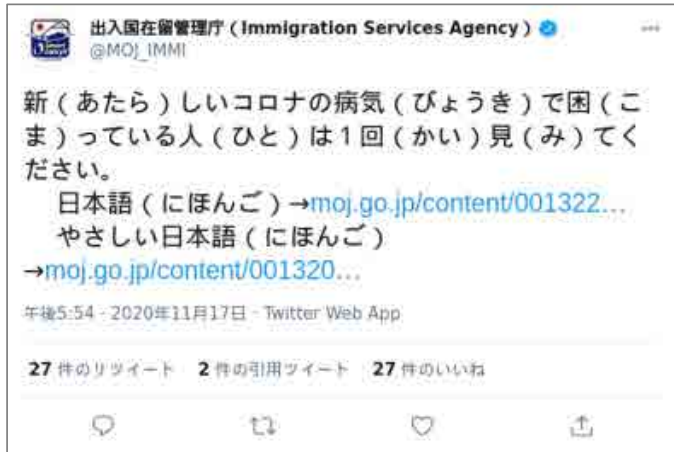 出入国在留管理庁（Immigration Services Agency）
@MOJ_IMMI
新（あたら）しいコロナの病気（びょうき）で困（こ
ま）っている人（ひと）は１回（かい）見（み）てく
ださい。
日本語（にほんご）→moj.go.jp/content/001322…
やさしい日本語（にほんご）
→moj.go.jp/content/001320…
午後5:54 · 2020年11月17日 · Twitter Web App
27 件のリツイート 2 件の引用ツイート 27 件のいいね